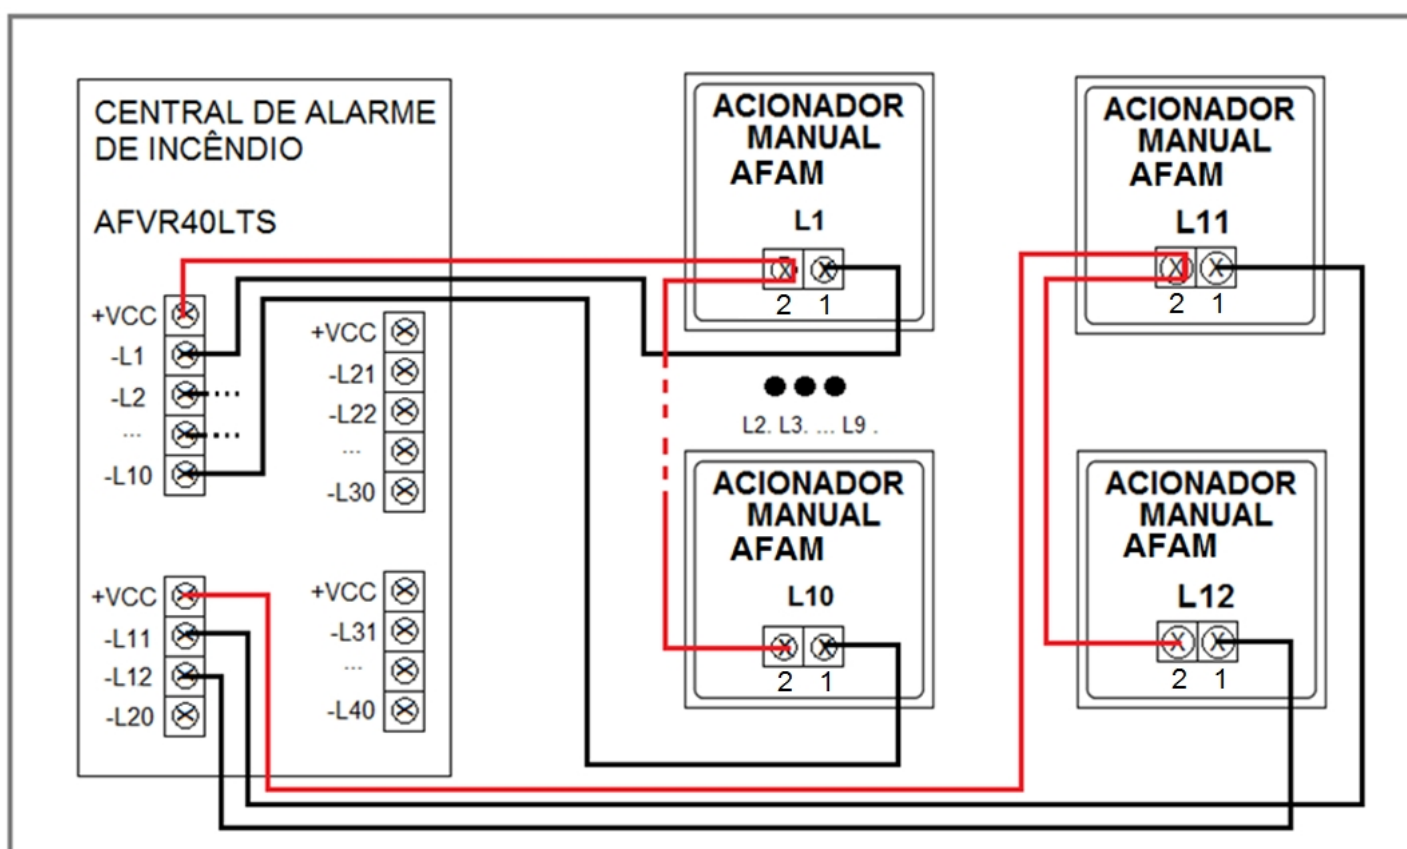 CENTRAL DE ALARME
DE INCÊNDIO
AFVR40LTS
+VCC
-L1
-L2
...
-L10
+VCC
-L21
-L22
...
-L30
+VCC
-L11
-L12
-L20
+VCC
-L31
...
-L40
ACIONADOR
MANUAL
AFAM
L1
2 1
L2. L3. ... L9 .
ACIONADOR
MANUAL
AFAM
L10
2 1
ACIONADOR
MANUAL
AFAM
L11
2 1
ACIONADOR
MANUAL
AFAM
L12
2 1